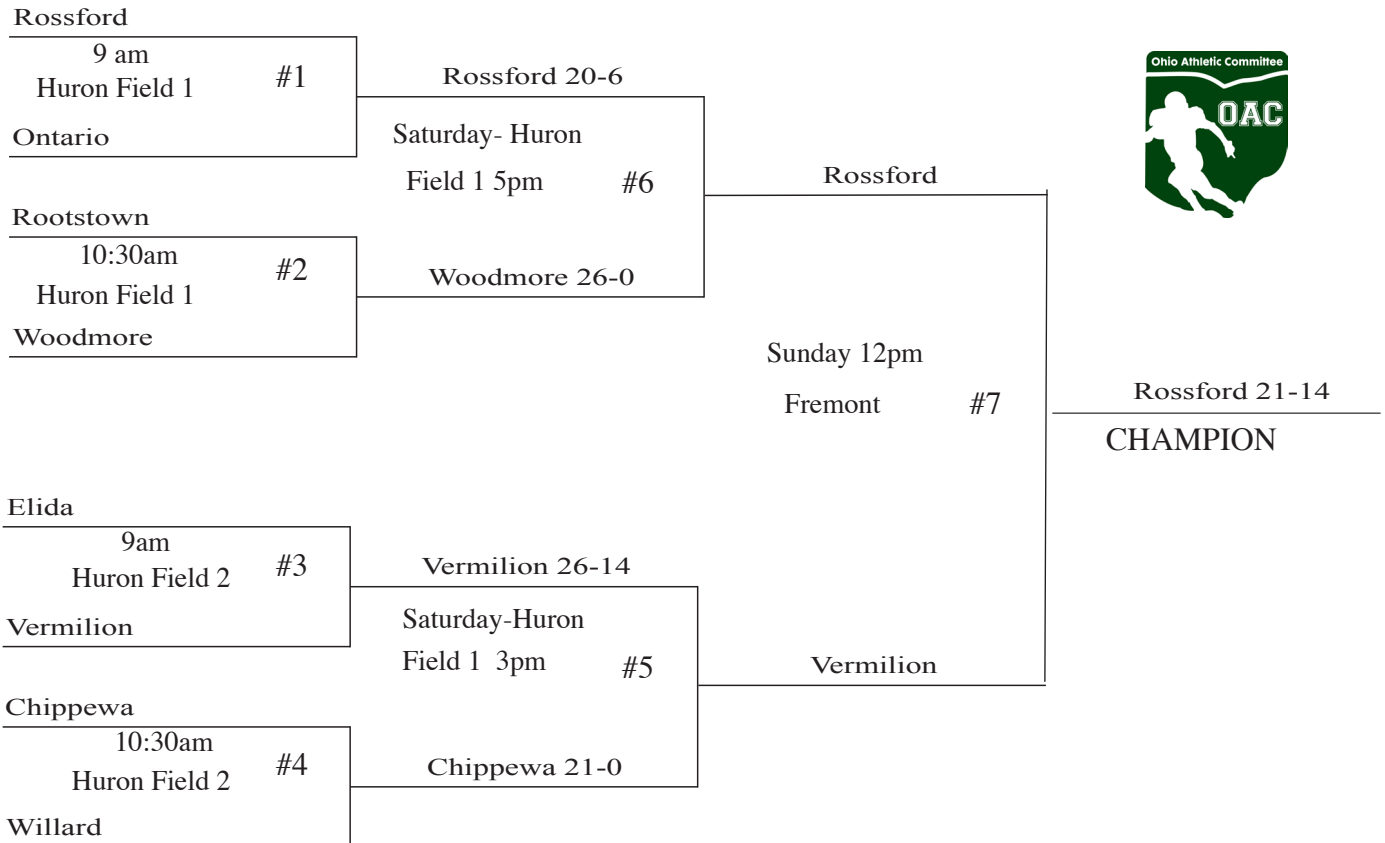 Rossford
9 am
Huron Field 1
#1
Ontario
Rossford 20-6
Rootstown
10:30am
Huron Field 1
#2
Woodmore
Woodmore 26-0
Saturday- Huron
Field 1 5pm
#6
Rossford
Elida
9am
Huron Field 2
#3
Vermilion
Vermilion 26-14
Chippewa
10:30am
Huron Field 2
#4
Willard
Chippewa 21-0
Saturday-Huron
Field 1 3pm
#5
Vermilion
Sunday 12pm
Fremont
#7
Rossford 21-14
CHAMPION
Ohio Athletic Committee
OAC